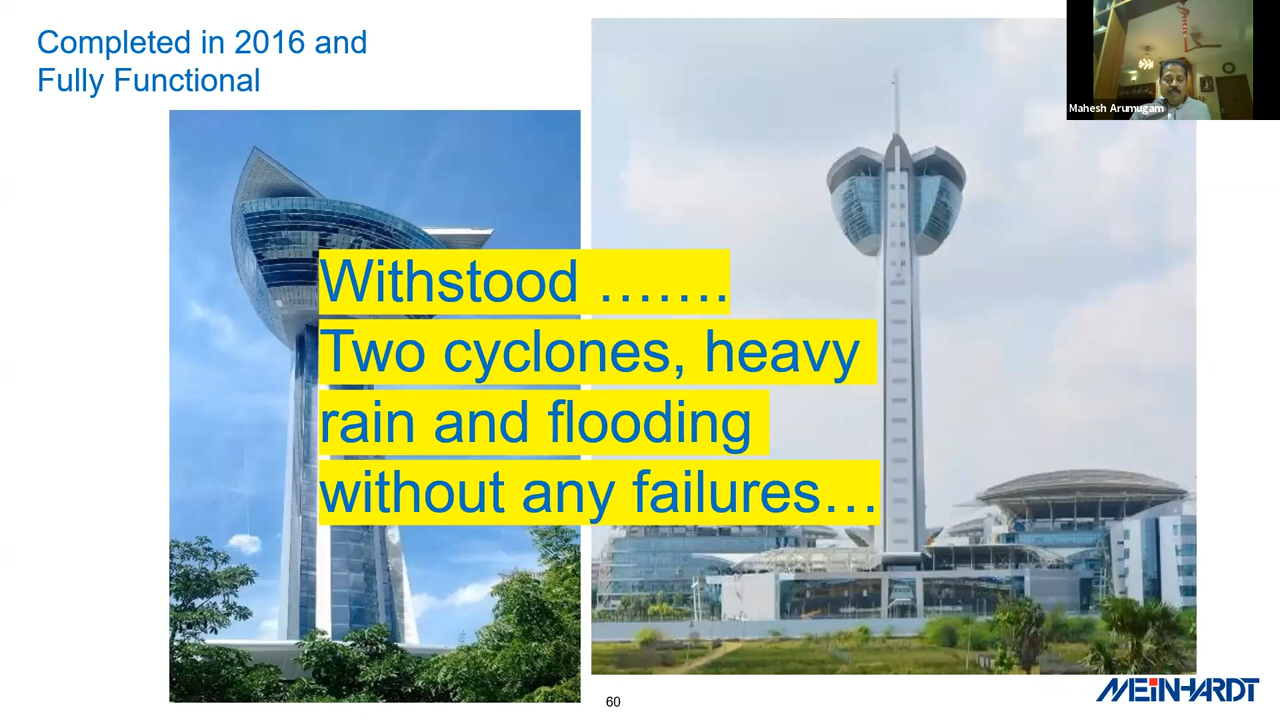 Completed in 2016 and
Fully Functional
Mahesh Arumugam
Withstood …….
Two cyclones, heavy
rain and flooding
without any failures…
60
MEINHARDT